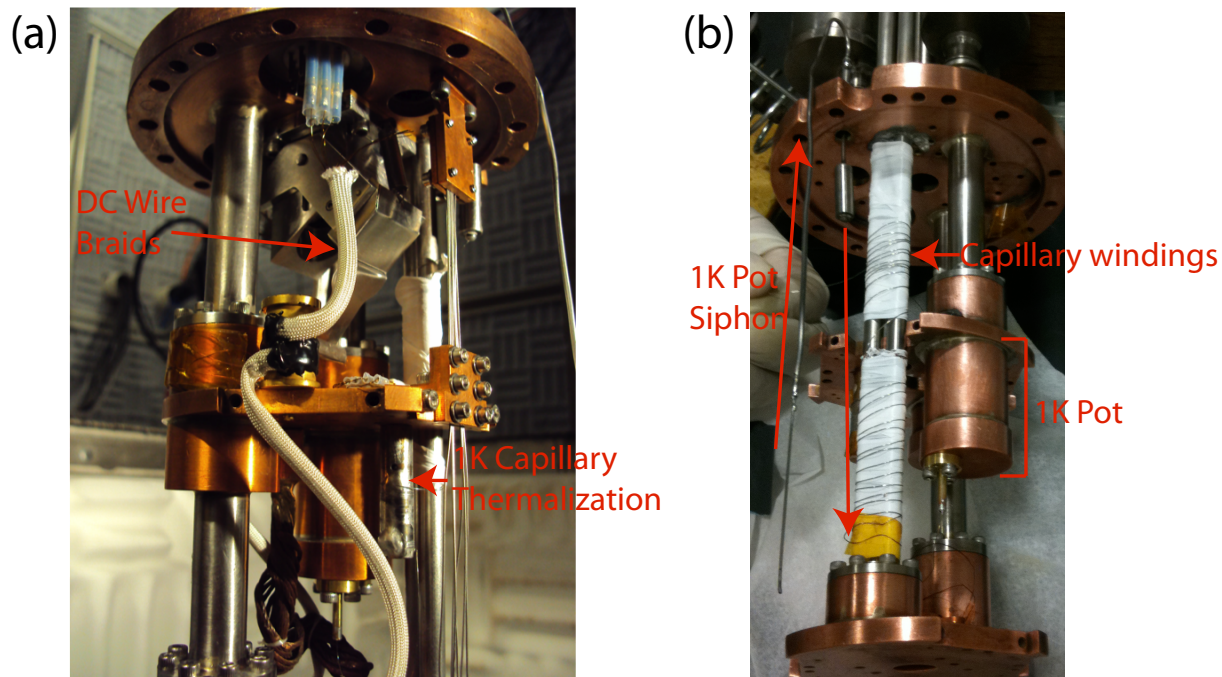 (a)
DC Wire
Braids
1K Capillary
Thermalization
(b)
Capillary windings
1K Pot
Siphon
1K Pot